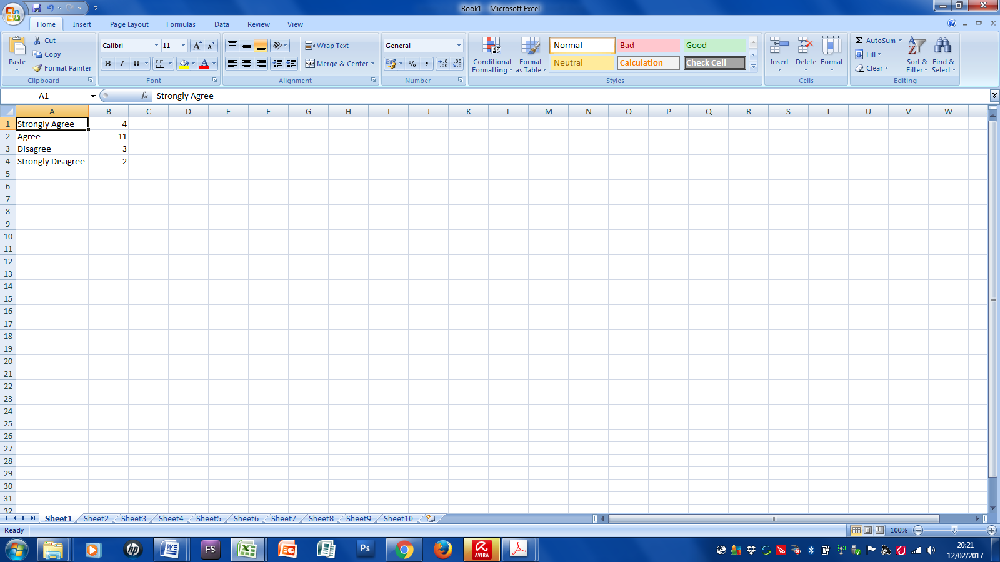 Book1 - Microsoft Excel
Home Insert Page Layout Formulas Data Review View
Paste
Cut
Copy
Format Painter
Clipboard
Calibri 11
B I U
Font
Wrap Text
Merge & Center
Alignment
General
%
Number
Conditional Formatting
Format as Table
Normal Bad Good
Neutral Calculation Check Cell
Styles
Insert Delete Format
Cells
Σ AutoSum
Fill
Clear
Sort & Filter
Find & Select
Editing
A1 fx Strongly Agree
A B C D E F G H I J K L M N O P Q R S T U V W
1 Strongly Agree 4
2 Agree 11
3 Disagree 3
4 Strongly Disagree 2
5
6
7
8
9
10
11
12
13
14
15
16
17
18
19
20
21
22
23
24
25
26
27
28
29
30
31
32
Sheet1 Sheet2 Sheet3 Sheet4 Sheet5 Sheet6 Sheet7 Sheet8 Sheet9 Sheet10
Ready 100%
hp W FS Ps AVIRA
20:21
12/02/2017